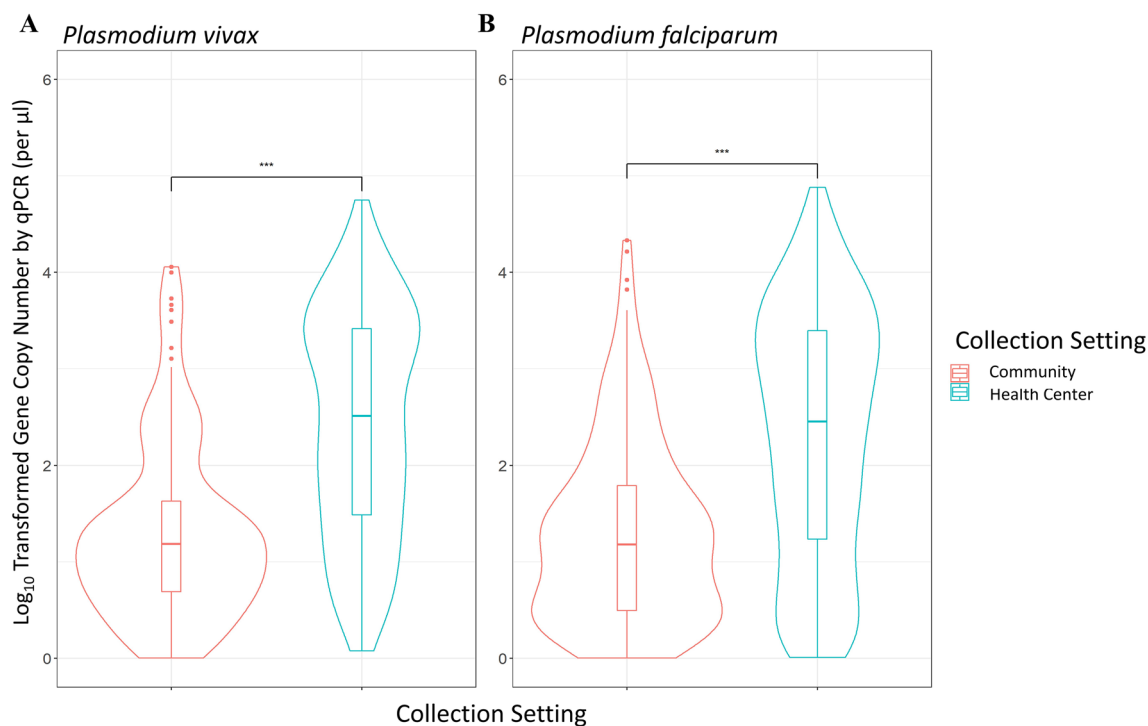 A Plasmodium vivax
B Plasmodium falciparum
Log₁₀ Transformed Gene Copy Number by qPCR (per µl)
6
4
2
0
***
6
4
2
0
***
Collection Setting
Collection Setting
Community
Health Center